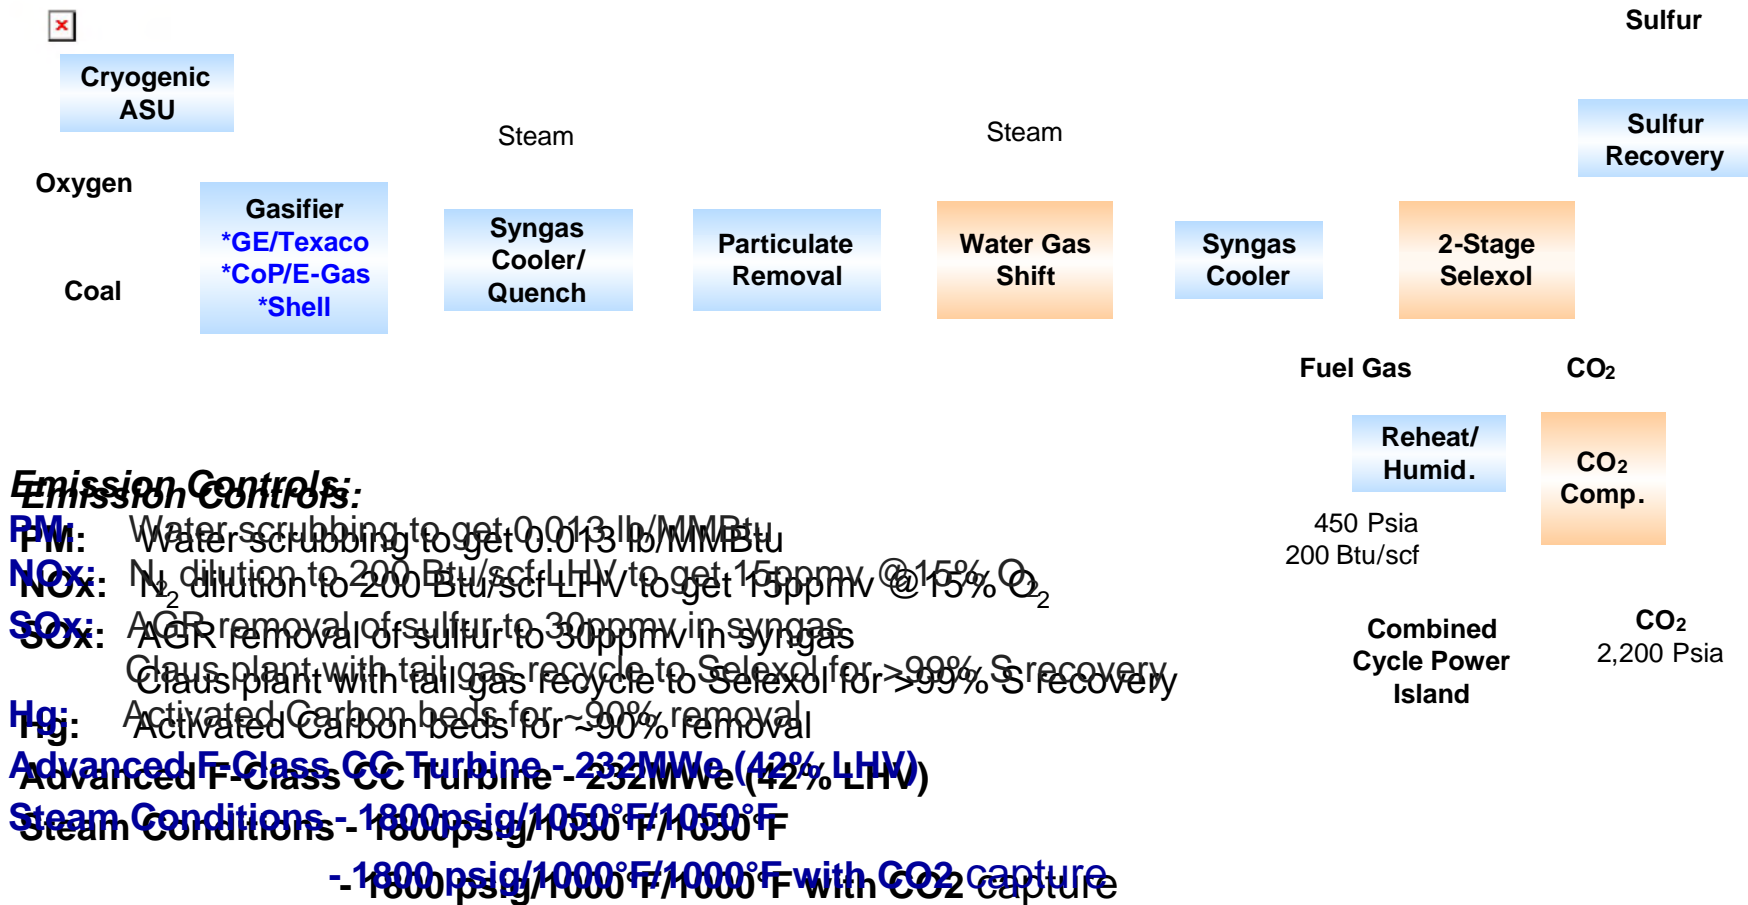 Sulfur
Cryogenic
ASU
Sulfur
Recovery
Steam
Steam
Oxygen
Coal
Gasifier
*GE/Texaco
*CoP/E-Gas
*Shell
Syngas
Cooler/
Quench
Particulate
Removal
Water Gas
Shift
Syngas
Cooler
2-Stage
Selexol
Fuel Gas
CO2
Reheat/
Humid.
CO2
Comp.
450 Psia
200 Btu/scf
Combined
Cycle Power
Island
CO2
2,200 Psia
Emission Controls:
PM: Water scrubbing to get 0.013 lb/MMBtu
NOx: N2 dilution to 200 Btu/scf LHV to get 15ppmv @15% O2
SOx: AGR removal of sulfur to 30ppmv in syngas
Claus plant with tail gas recycle to Selexol for >99% S recovery
Hg: Activated Carbon beds for ~90% removal
Advanced F-Class CC Turbine - 232MWe (42% LHV)
Steam Conditions - 1800psig/1050°F/1050°F
- 1800 psig/1000°F/1000°F with CO2 capture